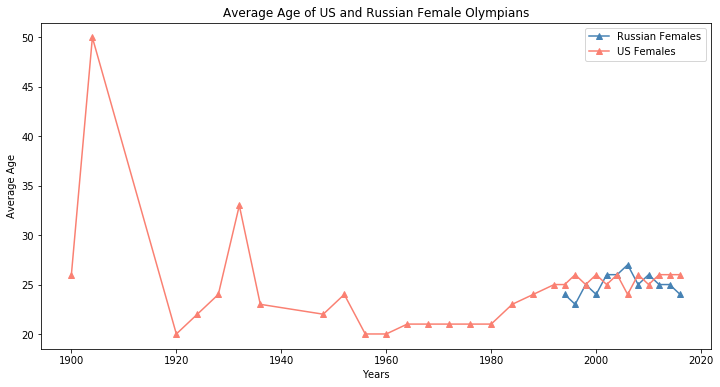 Average Age of US and Russian Female Olympians
Russian Females
US Females
50
45
40
35
30
25
20
Average Age
1900
1920
1940
1960
1980
2000
2020
Years